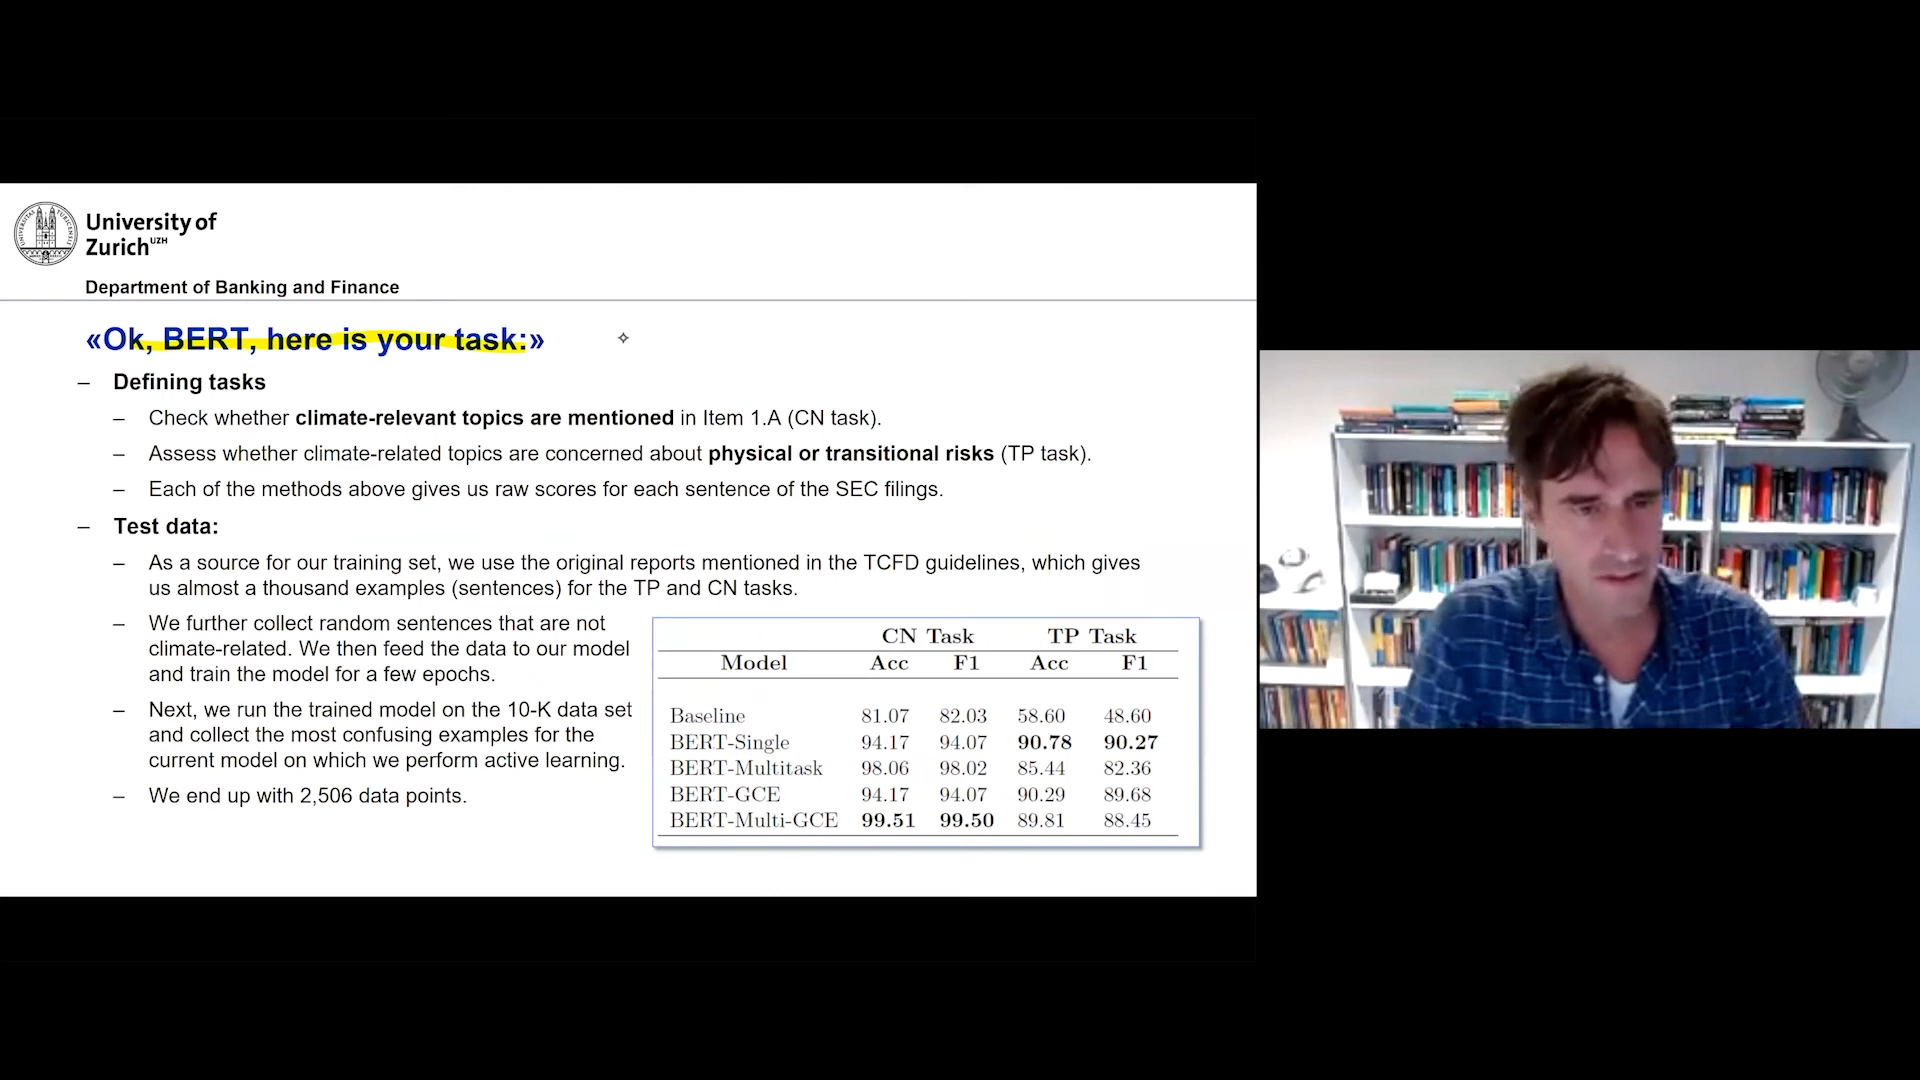 University of
Zurich UZH
Department of Banking and Finance
«Ok, BERT, here is your task:»
– Defining tasks
– Check whether climate-relevant topics are mentioned in Item 1.A (CN task).
– Assess whether climate-related topics are concerned about physical or transitional risks (TP task).
– Each of the methods above gives us raw scores for each sentence of the SEC filings.
– Test data:
– As a source for our training set, we use the original reports mentioned in the TCFD guidelines, which gives
us almost a thousand examples (sentences) for the TP and CN tasks.
– We further collect random sentences that are not
climate-related. We then feed the data to our model
and train the model for a few epochs.
– Next, we run the trained model on the 10-K data set
and collect the most confusing examples for the
current model on which we perform active learning.
– We end up with 2,506 data points.
CN Task TP Task
Model Acc F1 Acc F1
Baseline 81.07 82.03 58.60 48.60
BERT-Single 94.17 94.07 90.78 90.27
BERT-Multitask 98.06 98.02 85.44 82.36
BERT-GCE 94.17 94.07 90.29 89.68
BERT-Multi-GCE 99.51 99.50 89.81 88.45